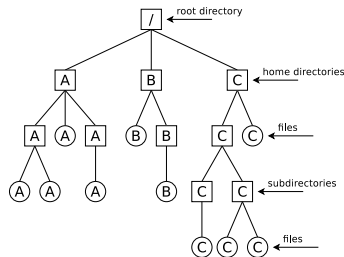 / root directory
A B C home directories
A A A B B C C files
A A A B C C subdirectories
C C C files